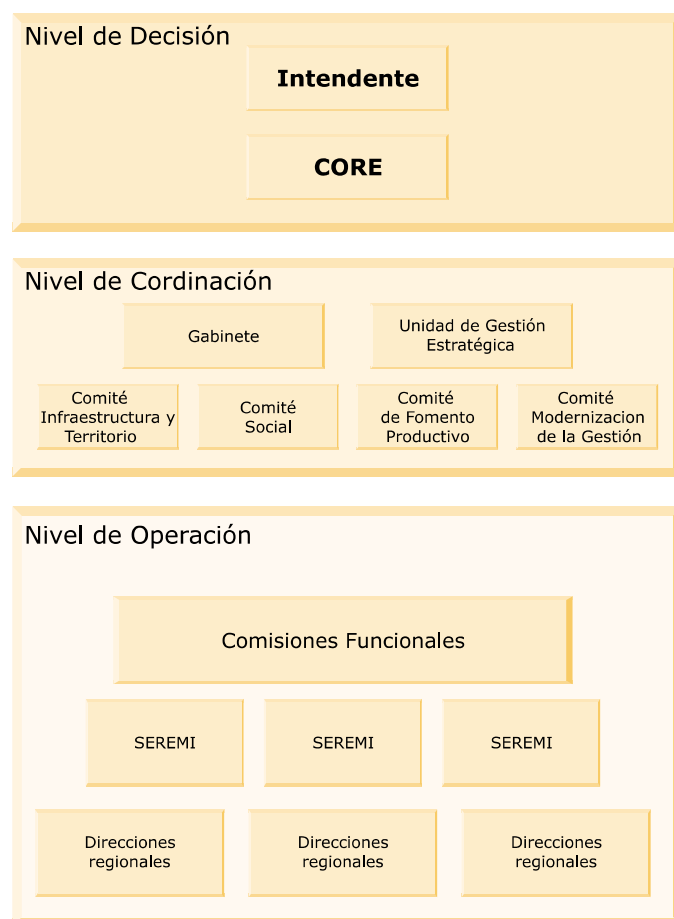 Nivel de Decisión
Intendente
CORE
Nivel de Cordinación
Gabinete
Unidad de Gestión
Estratégica
Comité
Infraestructura y
Territorio
Comité
Social
Comité
de Fomento
Productivo
Comité
Modernizacion
de la Gestión
Nivel de Operación
Comisiones Funcionales
SEREMI
SEREMI
SEREMI
Direcciones
regionales
Direcciones
regionales
Direcciones
regionales